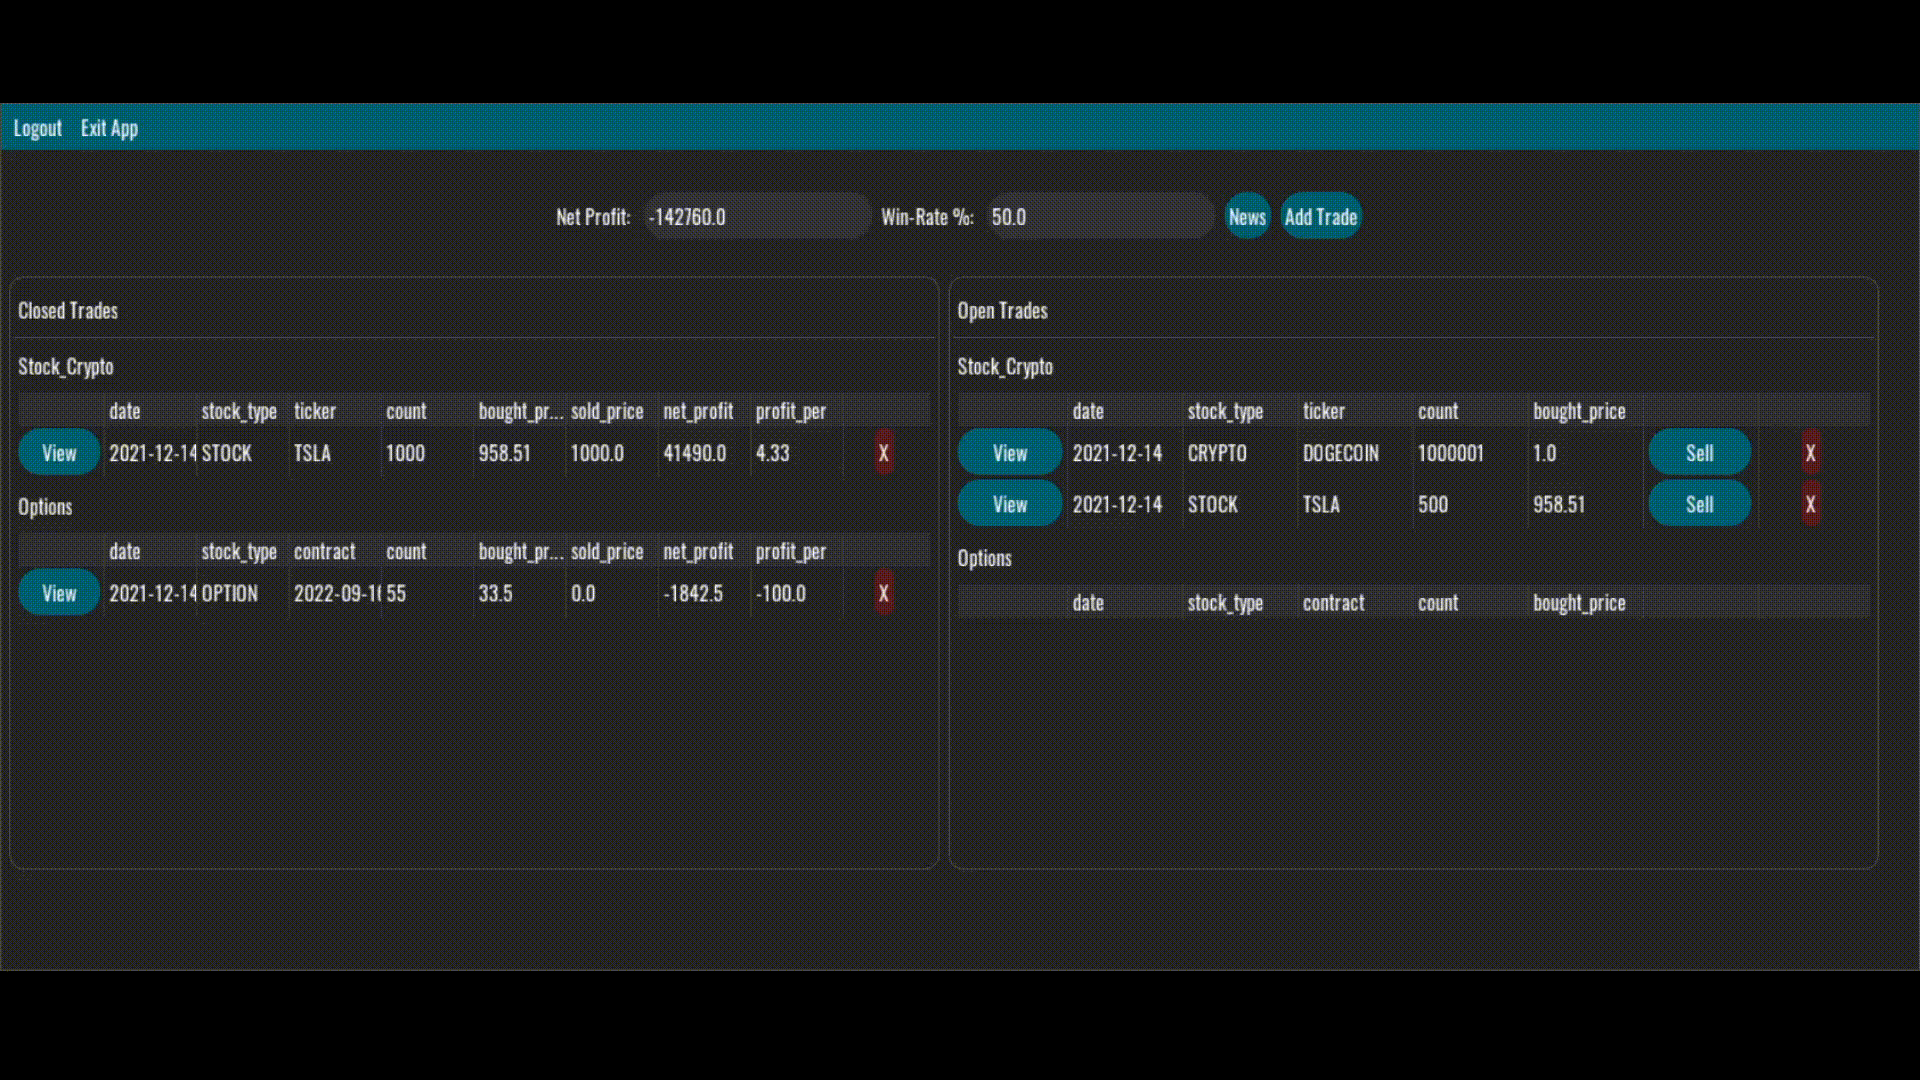 Logout Exit App
Net Profit: -142760.0 Win-Rate %: 50.0 News Add Trade
Closed Trades
Stock_Crypto
date stock_type ticker count bought_pr... sold_price net_profit profit_per
View 2021-12-14 STOCK TSLA 1000 958.51 1000.0 41490.0 4.33 X
Options
date stock_type contract count bought_pr... sold_price net_profit profit_per
View 2021-12-14 OPTION 2022-09-1 55 33.5 0.0 -1842.5 -100.0 X
Open Trades
Stock_Crypto
date stock_type ticker count bought_price
View 2021-12-14 CRYPTO DOGECOIN 1000001 1.0 Sell X
View 2021-12-14 STOCK TSLA 500 958.51 Sell X
Options
date stock_type contract count bought_price